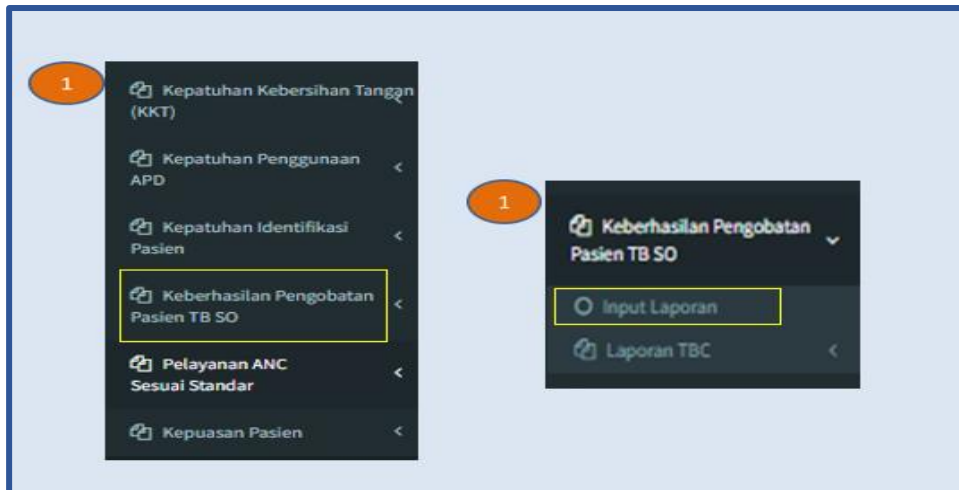 1
Kepatuhan Kebersihan Tangan
(KKT)
Kepatuhan Penggunaan
APD
Kepatuhan Identifikasi
Pasien
Keberhasilan Pengobatan
Pasien TB SO
Pelayanan ANC
Sesuai Standar
Kepuasan Pasien
1
Keberhasilan Pengobatan
Pasien TB SO
Input Laporan
Laporan TBC